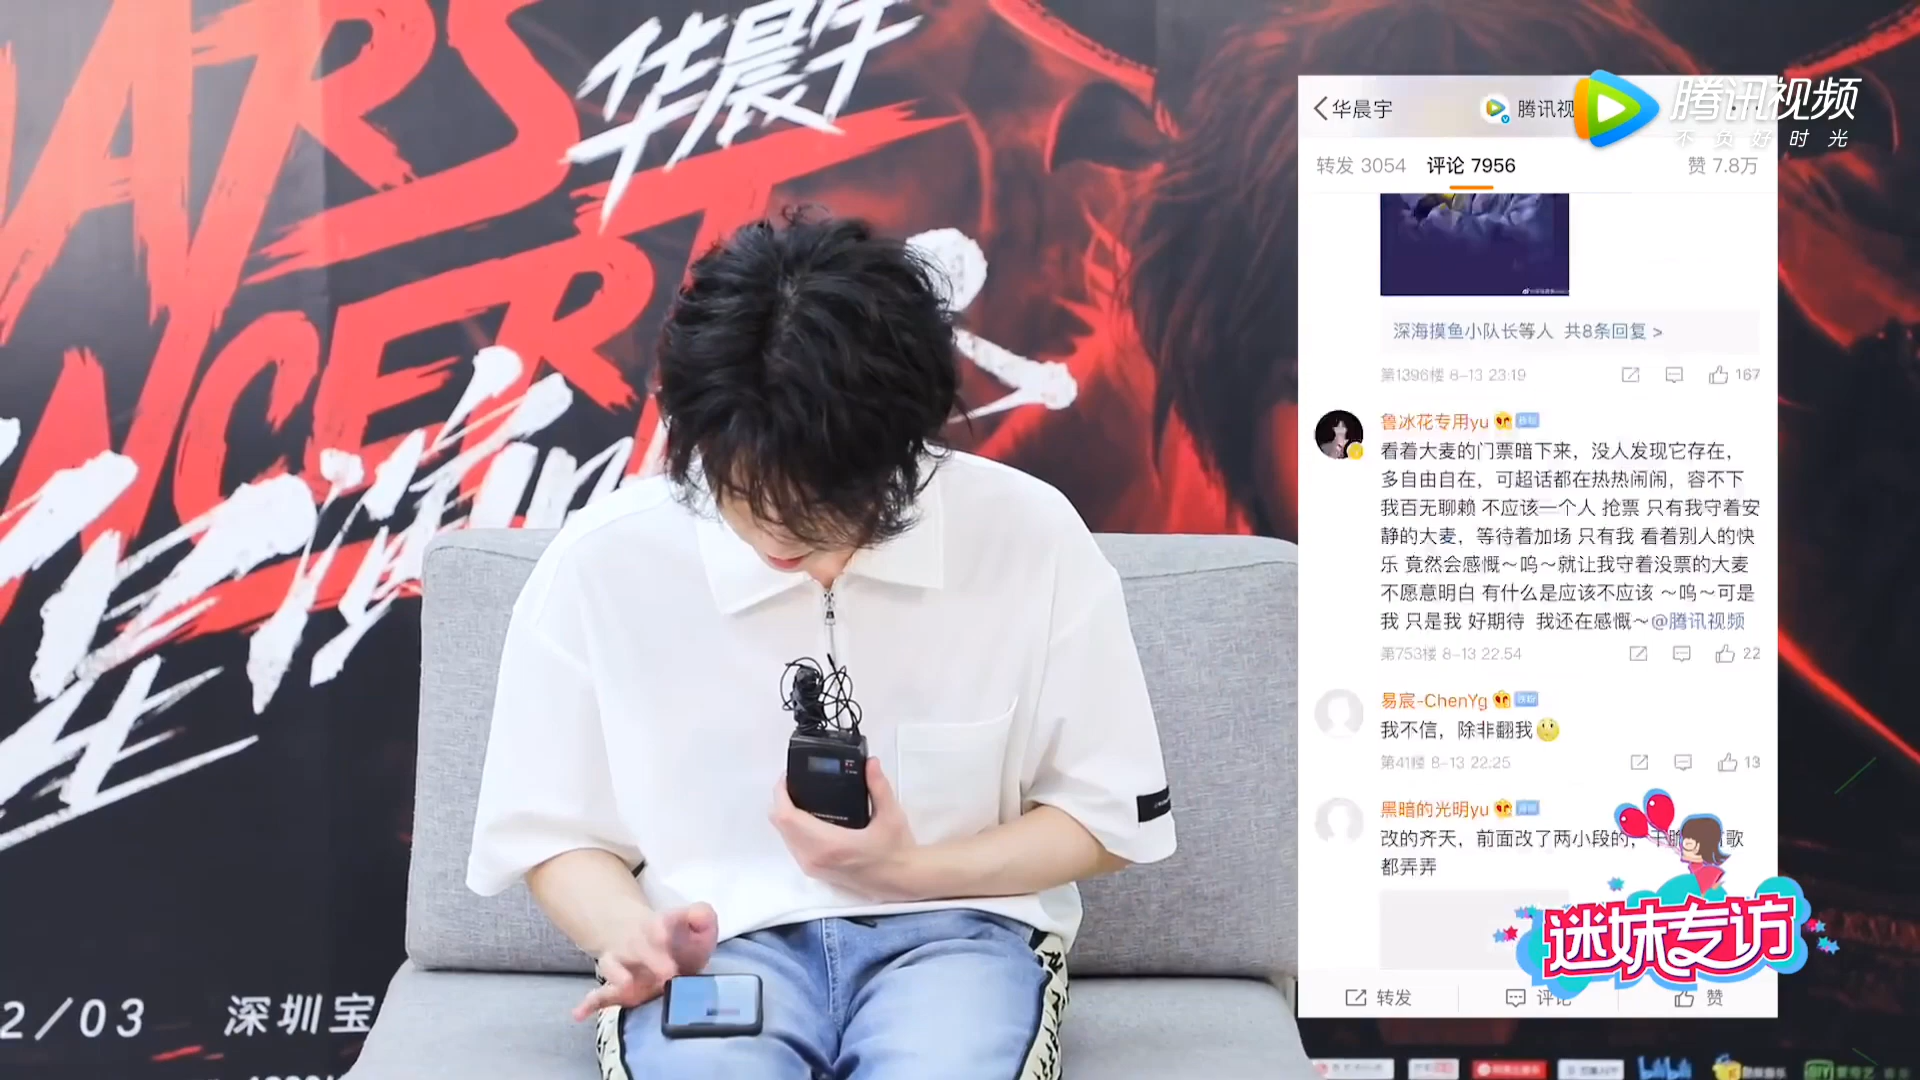 ARS
NCERT
华晨宇
火
2/03 深圳宝
华晨宇
腾讯视
腾讯视频
不负好时光
转发 3054 评论 7956 赞 7.8万
深海摸鱼小队长等人 共8条回复 >
第1396楼 8-13 23:19 167
鲁冰花专用yu
看着大麦的门票暗下来，没人发现它存在，
多自由自在，可超话都在热热闹闹，容不下
我百无聊赖 不应该一个人 抢票 只有我守着安
静的大麦，等待着加场 只有我 看着别人的快
乐 竟然会感慨～呜～就让我守着没票的大麦
不愿意明白 有什么是应该不应该 ～呜～可是
我 只是我 好期待 我还在感慨～@腾讯视频
第753楼 8-13 22:54 22
易宸-ChenYg
我不信，除非翻我
第41楼 8-13 22:25 13
黑暗的光明yu
改的齐天，前面改了两小段的，
歌
都弄弄
迷妹专访
转发 评论 赞
bilibili